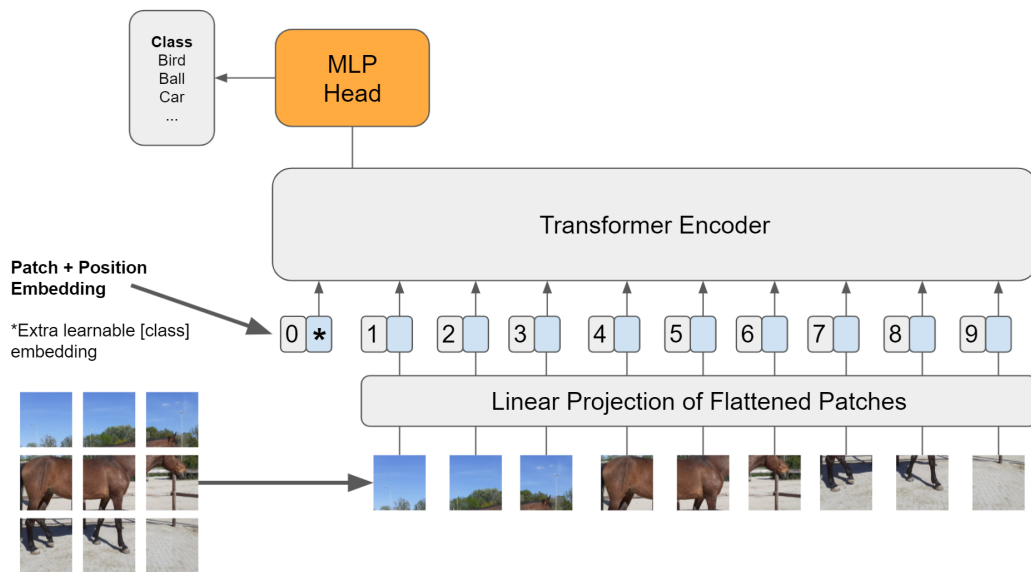 Class
Bird
Ball
Car
...
MLP
Head
Transformer Encoder
Patch + Position
Embedding
*Extra learnable [class]
embedding
0 * 1 2 3 4 5 6 7 8 9
Linear Projection of Flattened Patches